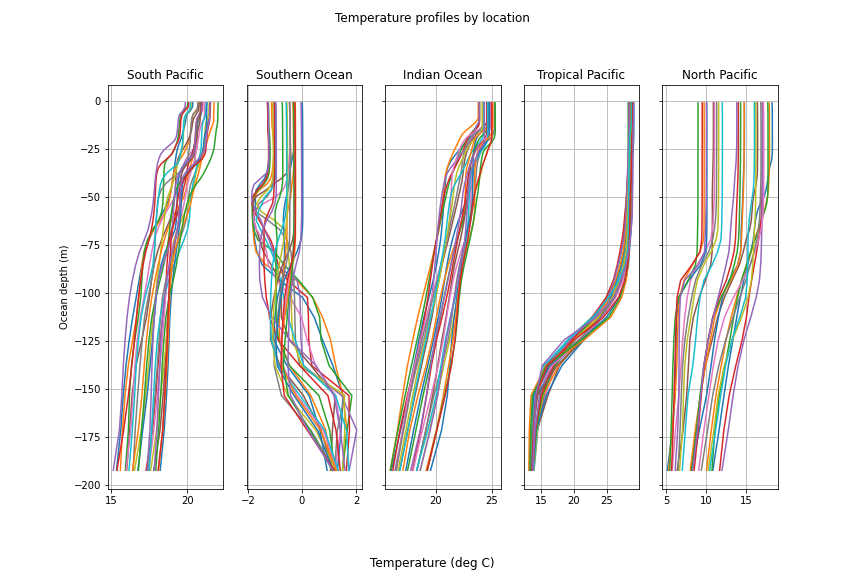 Temperature profiles by location
South Pacific Southern Ocean Indian Ocean Tropical Pacific North Pacific
0
−25
−50
−75
−100
−125
−150
−175
−200
Ocean depth (m)
15 20 −2 0 2 20 25 15 20 25 5 10 15
Temperature (deg C)